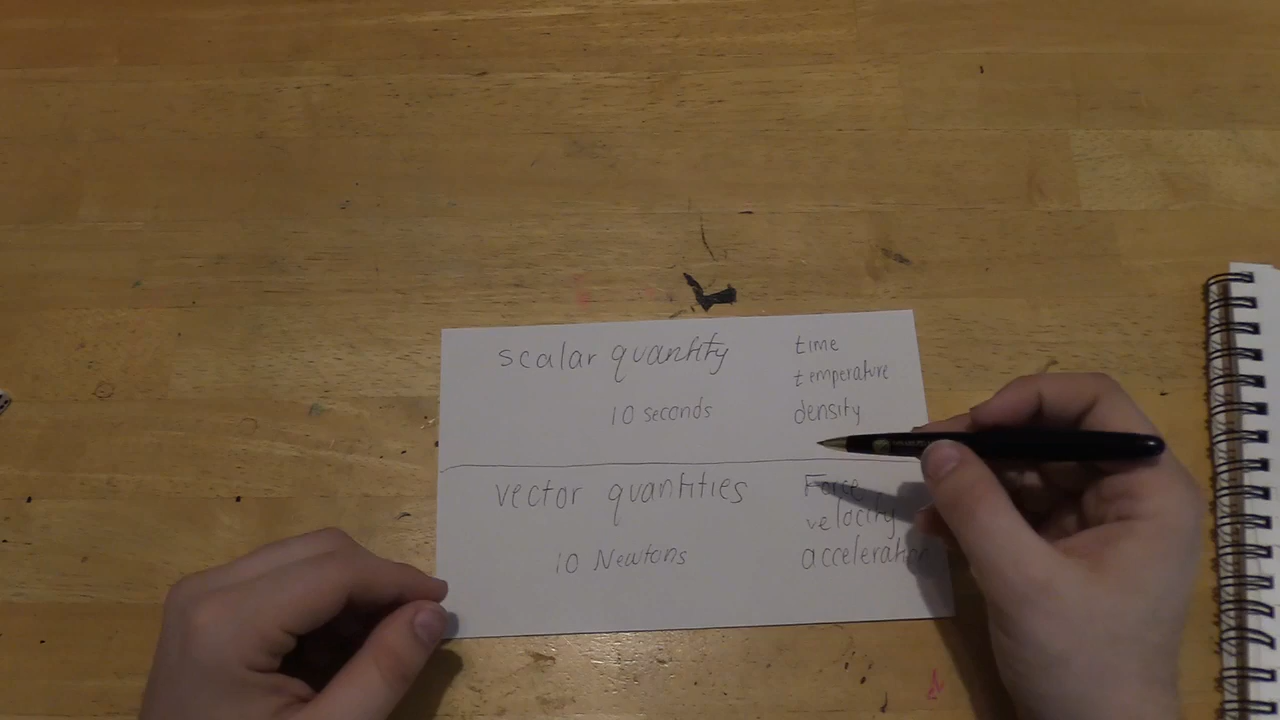 scalar quantity
10 seconds
time
temperature
density
vector quantities
10 Newtons
Force
velocity
acceleration